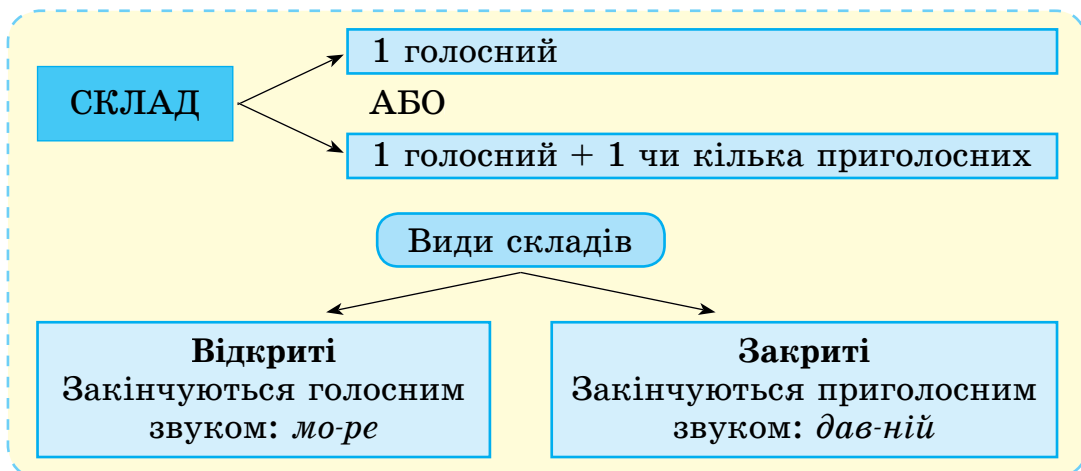 СКЛАД
1 голосний
АБО
1 голосний + 1 чи кілька приголосних
Види складів
Відкриті
Закінчуються голосним
звуком: мо-ре
Закриті
Закінчуються приголосним
звуком: дав-ній